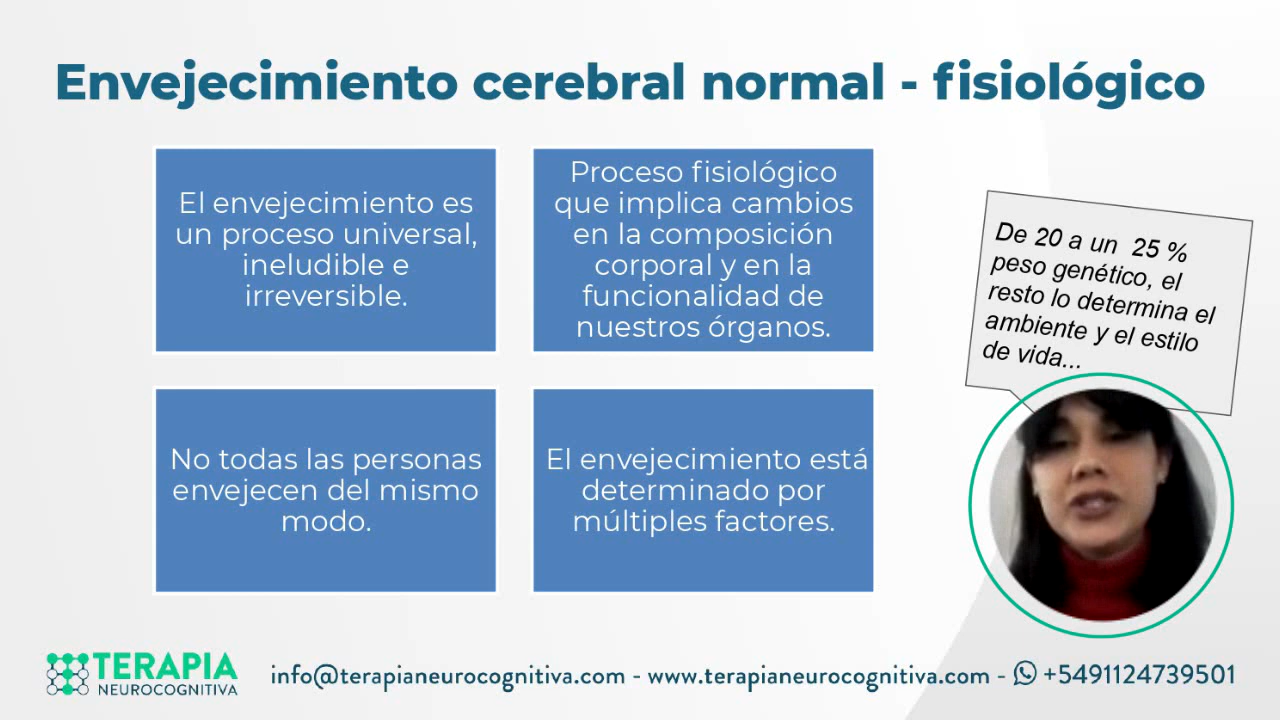 Envejecimiento cerebral normal - fisiológico
El envejecimiento es
un proceso universal,
ineludible e
irreversible.
Proceso fisiológico
que implica cambios
en la composición
corporal y en la
funcionalidad de
nuestros órganos.
No todas las personas
envejecen del mismo
modo.
El envejecimiento está
determinado por
múltiples factores.
De 20 a un 25 %
peso genético, el
resto lo determina el
ambiente y el estilo
de vida...
TERAPIA
NEUROCOGNITIVA
info@terapianeurocognitiva.com - www.terapianeurocognitiva.com - +5491124739501